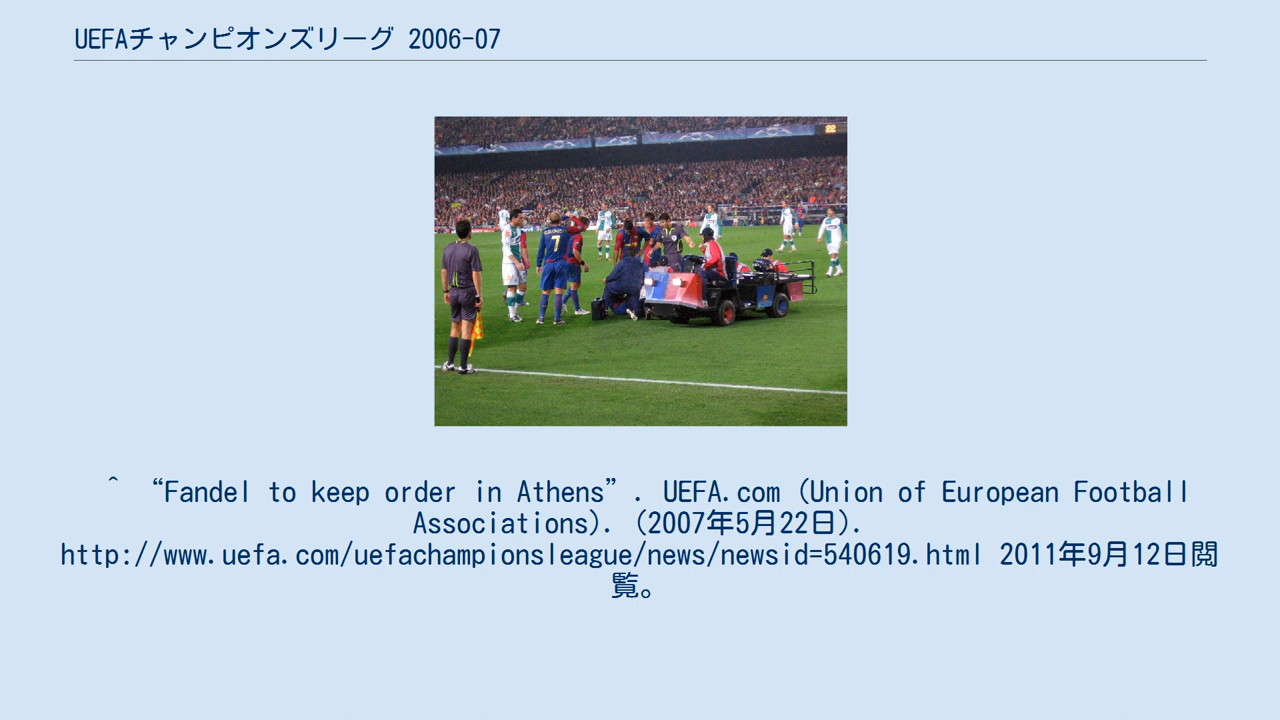 UEFAチャンピオンズリーグ 2006-07
22
7
^ “Fandel to keep order in Athens”. UEFA.com (Union of European Football
Associations). (2007年5月22日).
http://www.uefa.com/uefachampionsleague/news/newsid=540619.html 2011年9月12日閲
覧。